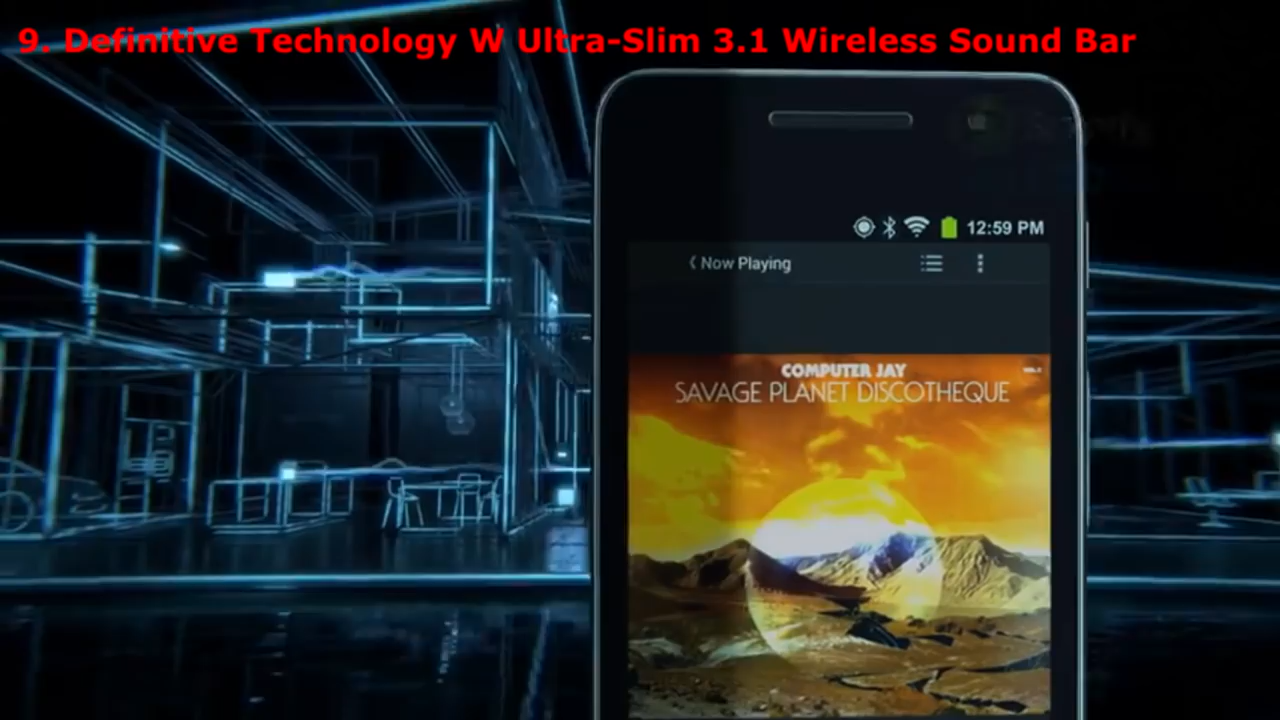 9. Definitive Technology W Ultra-Slim 3.1 Wireless Sound Bar
12:59 PM
Now Playing
COMPUTER JAY
SAVAGE PLANET DISCOTHEQUE